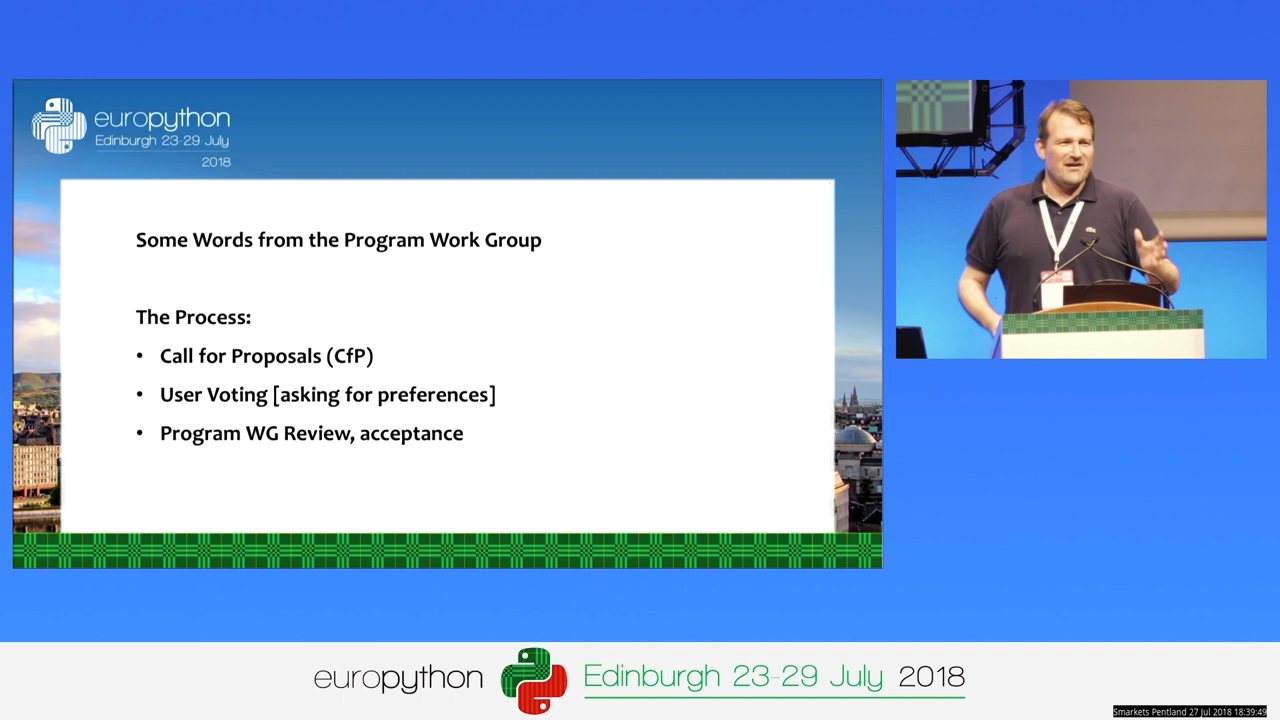 europython
Edinburgh 23-29 July
2018
Some Words from the Program Work Group
The Process:
• Call for Proposals (CfP)
• User Voting [asking for preferences]
• Program WG Review, acceptance
europython Edinburgh 23-29 July 2018
Smarkets Pentland 27 Jul 2018 18:39:49